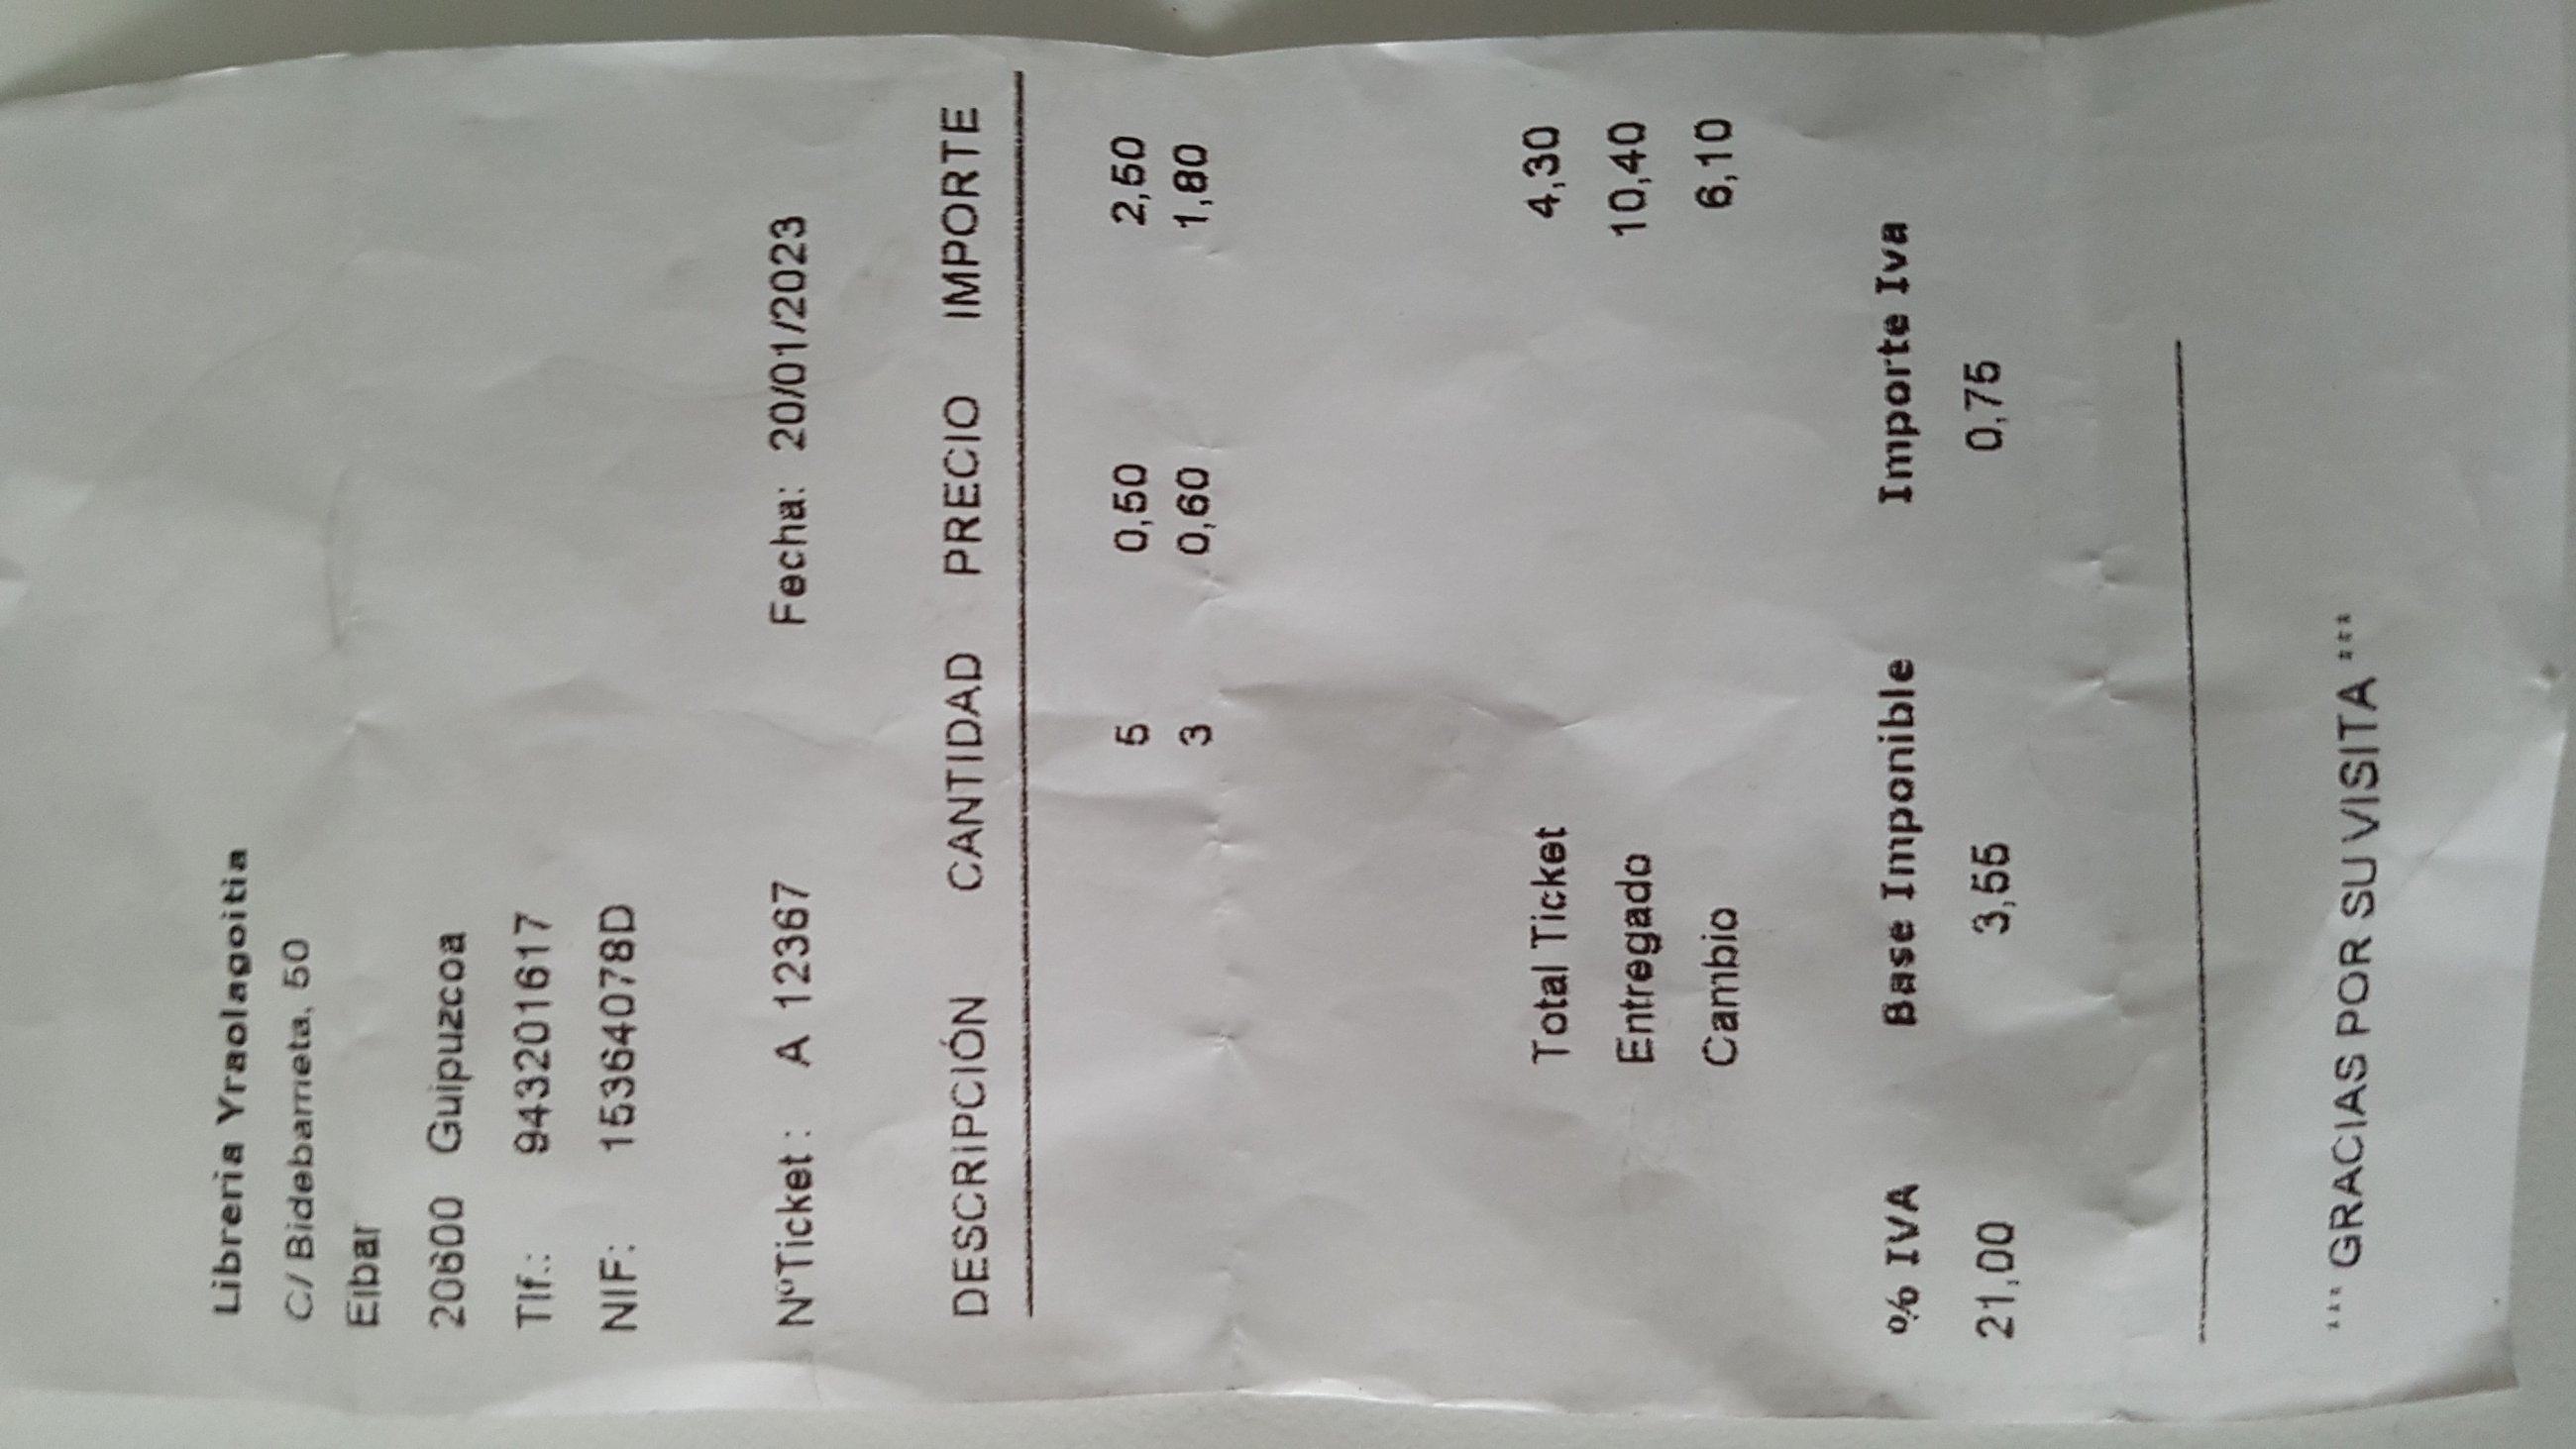 Libreria Yraolagoitia
C/ Bidebarrieta, 50
Eibar
20600 Guipuzcoa
Tlf.: 943201617
NIF: 15364078D
NºTicket : A 12367 Fecha: 20/01/2023
DESCRIPCIÓN CANTIDAD PRECIO IMPORTE
5 0,50 2,50
3 0,60 1,80
Total Ticket 4,30
Entregado 10,40
Cambio 6,10
% IVA Base Imponible Importe Iva
21,00 3,55 0,75
*** GRACIAS POR SU VISITA ***